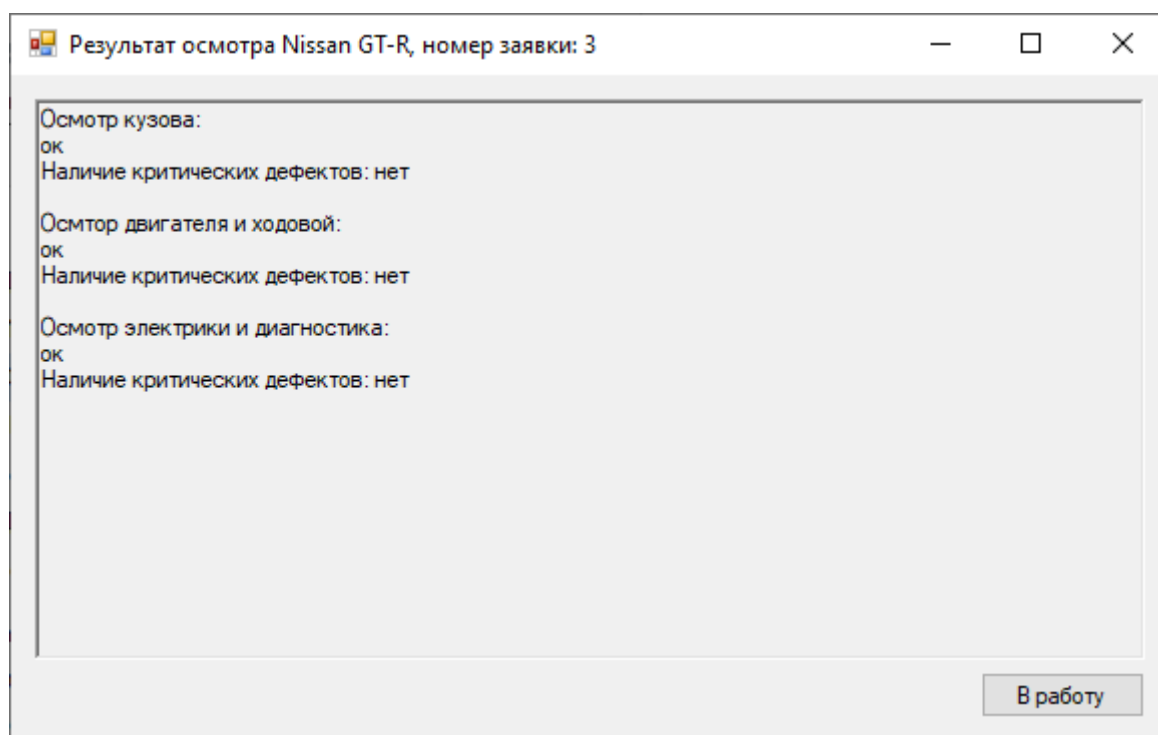 Результат осмотра Nissan GT-R, номер заявки: 3
Осмотр кузова:
ок
Наличие критических дефектов: нет
Осмтор двигателя и ходовой:
ок
Наличие критических дефектов: нет
Осмотр электрики и диагностика:
ок
Наличие критических дефектов: нет
В работу